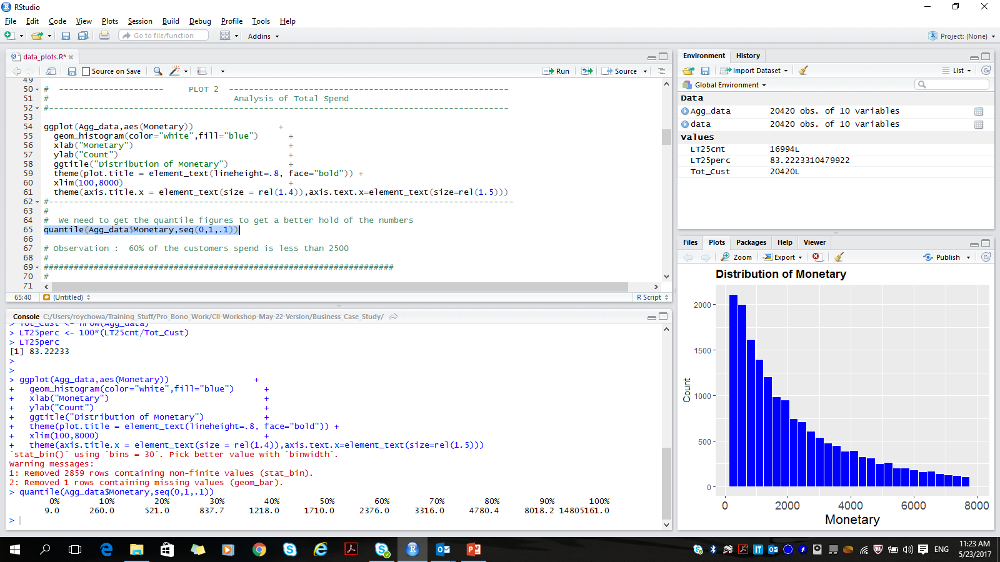 RStudio
File Edit Code View Plots Session Build Debug Profile Tools Help
Go to file/function Addins Project: (None)
data_plots.R*
Source on Save Run Source
49
50 # --------------------- PLOT 2 --------------------------------------------------------
51 # Analysis of Total Spend
52 #--------------------------------------------------------------------------------------------
53
54 ggplot(Agg_data,aes(Monetary)) +
55 geom_histogram(color="white",fill="blue") +
56 xlab("Monetary") +
57 ylab("Count") +
58 ggtitle("Distribution of Monetary") +
59 theme(plot.title = element_text(lineheight=.8, face="bold")) +
60 xlim(100,8000) +
61 theme(axis.title.x = element_text(size = rel(1.4)),axis.text.x=element_text(size=rel(1.5)))
62 #---------------------------------------------------------------------------------------------
63 #
64 # We need to get the quantile figures to get a better hold of the numbers
65 quantile(Agg_data$Monetary,seq(0,1,.1))
66
67 # Observation : 60% of the customers spend is less than 2500
68 #
69 ######################################################################
70 #
71
65:40 # (Untitled) R Script
Console C:/Users/roychowa/Training_Stuff/Pro_Bono_Work/CII-Workshop-May-22-Version/Business_Case_Study/
> Tot_Cust <- nrow(Agg_data)
> LT25perc <- 100*(LT25cnt/Tot_Cust)
> LT25perc
[1] 83.22233
>
>
> ggplot(Agg_data,aes(Monetary)) +
+ geom_histogram(color="white",fill="blue") +
+ xlab("Monetary") +
+ ylab("Count") +
+ ggtitle("Distribution of Monetary") +
+ theme(plot.title = element_text(lineheight=.8, face="bold")) +
+ xlim(100,8000) +
+ theme(axis.title.x = element_text(size = rel(1.4)),axis.text.x=element_text(size=rel(1.5)))
`stat_bin()` using `bins = 30`. Pick better value with `binwidth`.
Warning messages:
1: Removed 2859 rows containing non-finite values (stat_bin).
2: Removed 1 rows containing missing values (geom_bar).
> quantile(Agg_data$Monetary,seq(0,1,.1))
0% 10% 20% 30% 40% 50% 60% 70% 80% 90% 100%
9.0 260.0 521.0 837.7 1218.0 1710.0 2376.0 3316.0 4780.4 8018.2 14805161.0
>
Environment History
Import Dataset List
Global Environment
Data
Agg_data 20420 obs. of 10 variables
data 20420 obs. of 10 variables
Values
LT25cnt 16994L
LT25perc 83.2223310479922
Tot_Cust 20420L
Files Plots Packages Help Viewer
Zoom Export Publish
Distribution of Monetary
2000
1500
1000
500
0
Count
0 2000 4000 6000 8000
Monetary
ENG
11:23 AM
5/23/2017